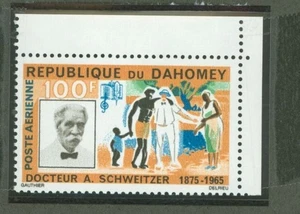 REPUBLIQUE DU DAHOMEY
100F
POSTE AERIENNE
DOCTEUR A. SCHWEITZER 1875-1965
GAUTHIER DELRIEU